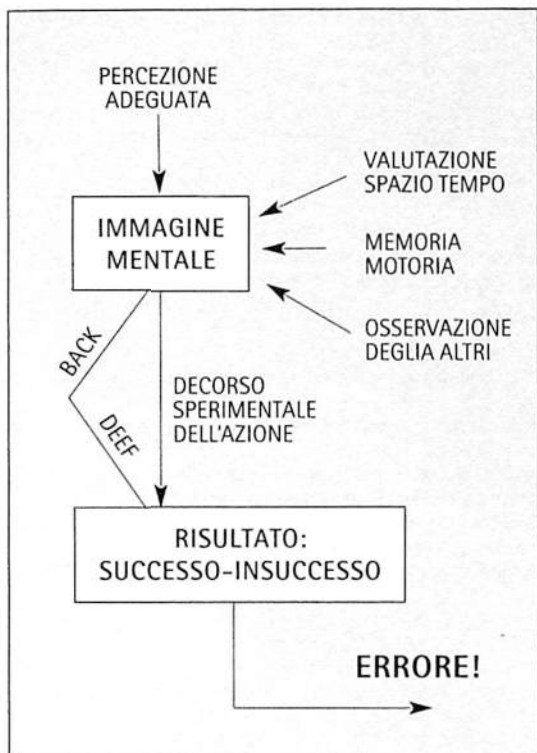 PERCEZIONE
ADEGUATA
VALUTAZIONE
SPAZIO TEMPO
IMMAGINE
MENTALE
MEMORIA
MOTORIA
OSSERVAZIONE
DEGLIA ALTRI
BACK
DEEF
DECORSO
SPERIMENTALE
DELL'AZIONE
RISULTATO:
SUCCESSO-INSUCCESSO
ERRORE!